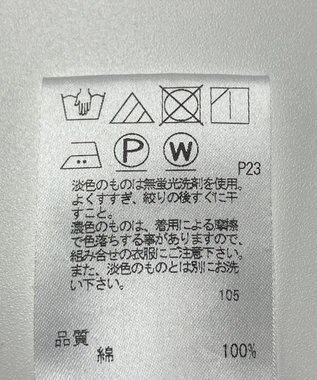 P W
P23
淡色のものは無蛍光洗剤を使用。
よくすすぎ、絞りの後すぐに干
すこと。
濃色のものは、着用による摩擦
で色落ちする事がありますので、
組み合せの衣服にご注意下さい。
また、淡色のものとは別にお洗
い下さい。
105
品質
綿 100%